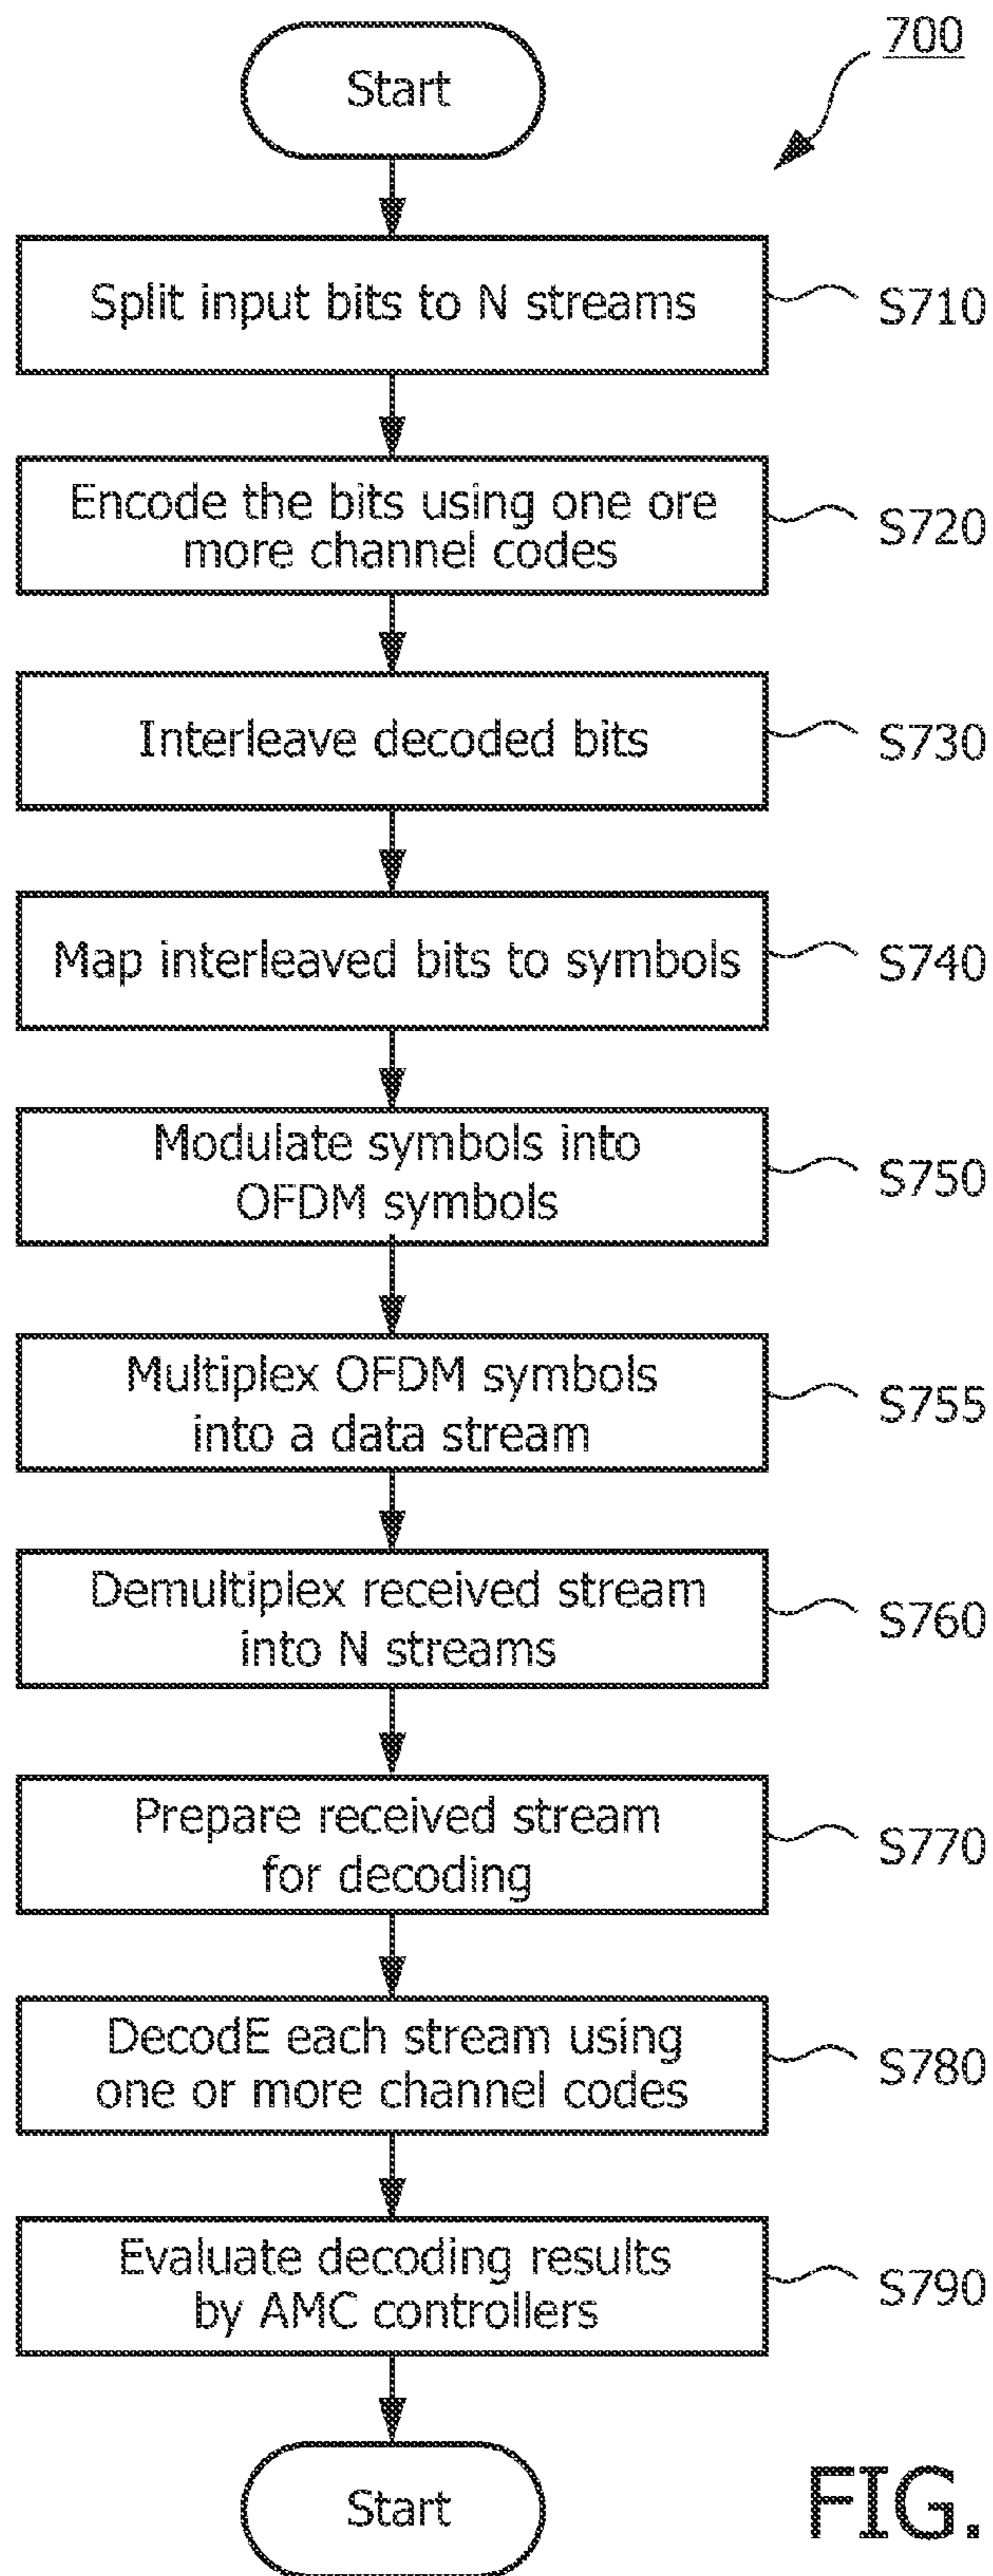 700
Start
Split input bits to N streams
S710
Encode the bits using one ore
more channel codes
S720
Interleave decoded bits
S730
Map interleaved bits to symbols
S740
Modulate symbols into
OFDM symbols
S750
Multiplex OFDM symbols
into a data stream
S755
Demultiplex received stream
into N streams
S760
Prepare received stream
for decoding
S770
DecodE each stream using
one or more channel codes
S780
Evaluate decoding results
by AMC controllers
S790
Start
FIG.